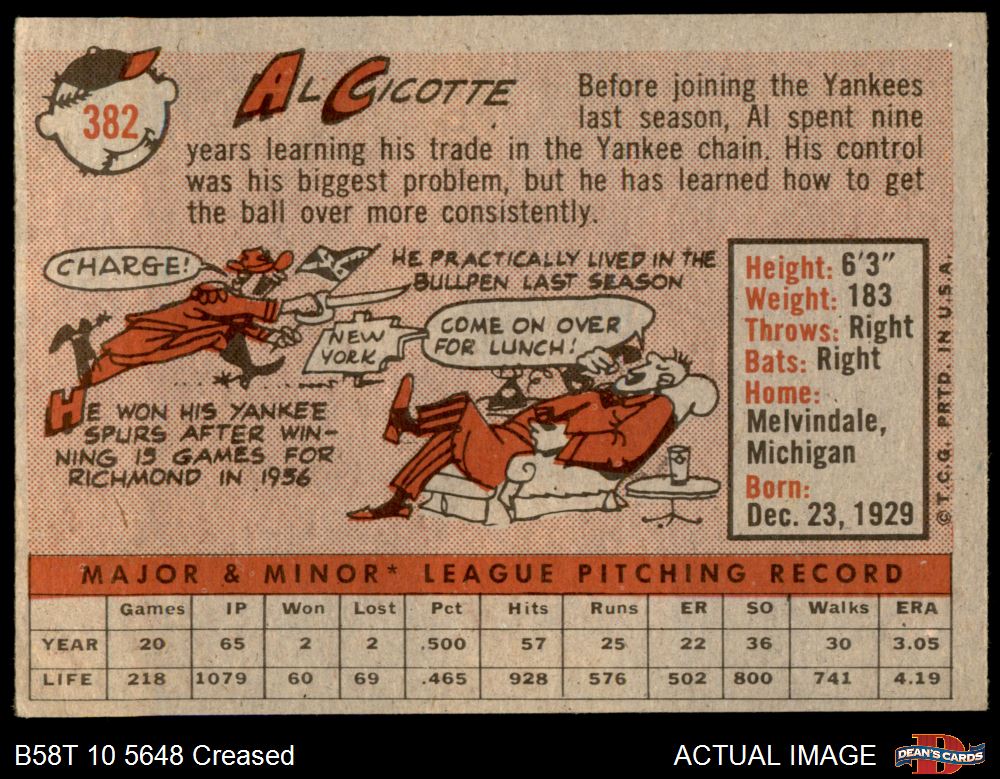 382
AL CICOTTE
Before joining the Yankees
last season, Al spent nine
years learning his trade in the Yankee chain. His control
was his biggest problem, but he has learned how to get
the ball over more consistently.
CHARGE!
NEW
YORK
HE WON HIS YANKEE
SPURS AFTER WIN-
NING 15 GAMES FOR
RICHMOND IN 1956
HE PRACTICALLY LIVED IN THE
BULLPEN LAST SEASON
COME ON OVER
FOR LUNCH!
Height: 6'3"
Weight: 183
Throws: Right
Bats: Right
Home:
Melvindale,
Michigan
Born:
Dec. 23, 1929
© T.C.G. PRTD. IN U.S.A.
MAJOR & MINOR* LEAGUE PITCHING RECORD
Games IP Won Lost Pct Hits Runs ER SO Walks ERA
YEAR 20 65 2 2 .500 57 25 22 36 30 3.05
LIFE 218 1079 60 69 .465 928 576 502 800 741 4.19
B58T 10 5648 Creased
ACTUAL IMAGE
DEAN'S CARDS